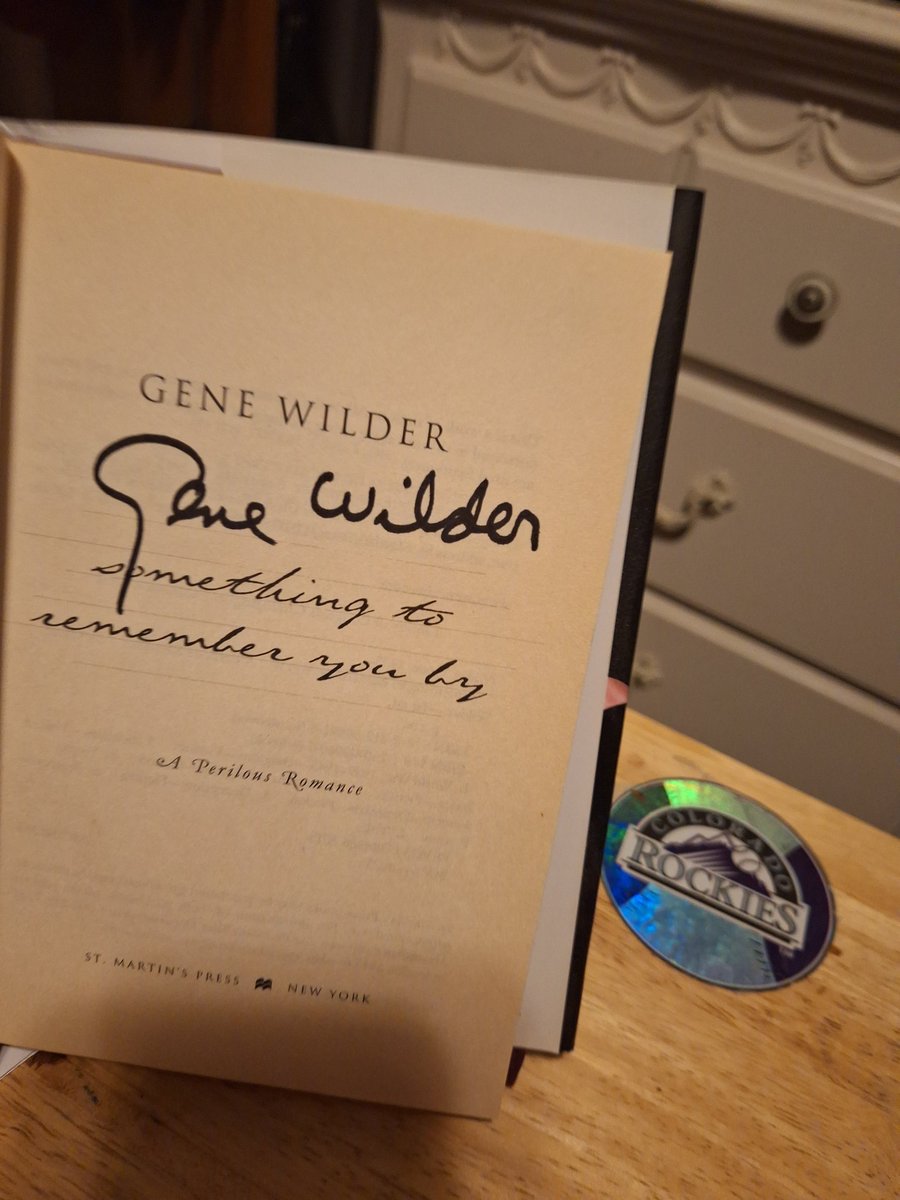 GENE WILDER
Gene Wilder
something to
remember you by
A Perilous Romance
ST. MARTIN'S PRESS NEW YORK
COLORADO
ROCKIES